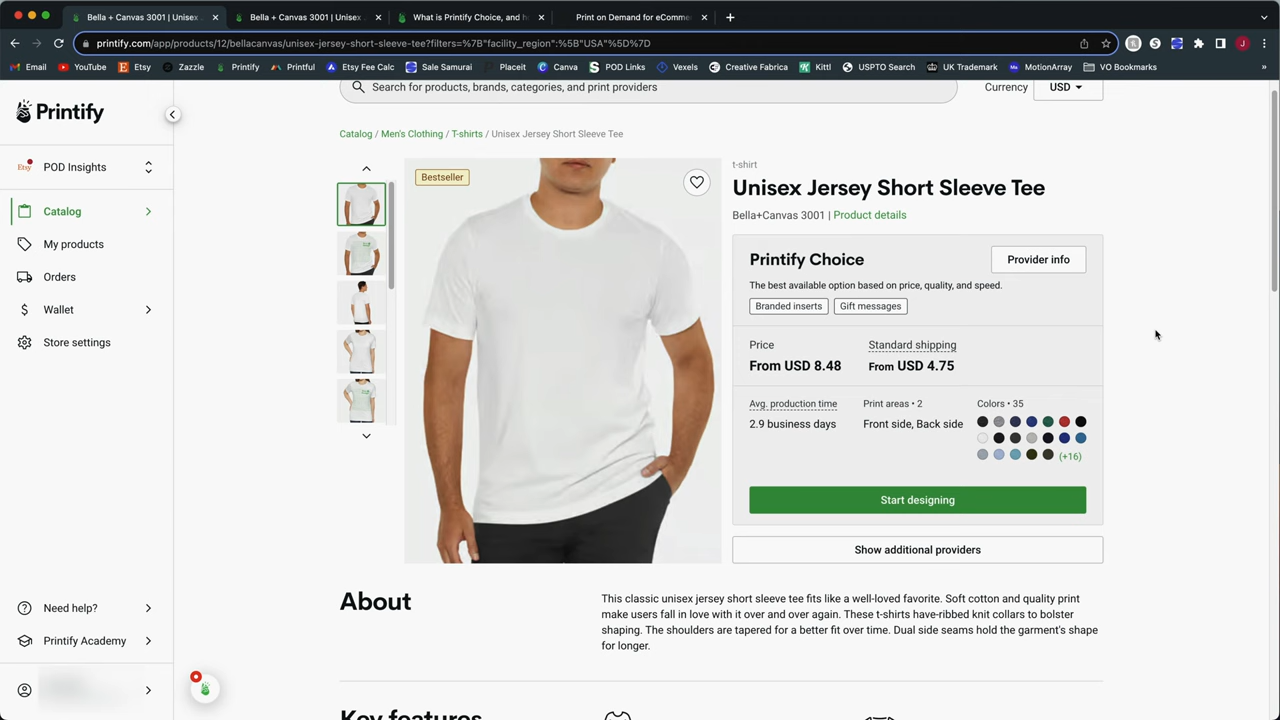 Bella + Canvas 3001 | Unisex
Bella + Canvas 3001 | Unisex J
What is Printify Choice, and h
Print on Demand for eComme
printify.com/app/products/12/bellacanvas/unisex-jersey-short-sleeve-tee?filters=%7B"facility_region":%5B"USA"%5D%7D
J
Email YouTube Etsy Zazzle Printify Printful Etsy Fee Calc Sale Samurai Placeit Canva POD Links Vexels Creative Fabrica Kittl USPTO Search UK Trademark MotionArray VO Bookmarks »
Printify
Search for products, brands, categories, and print providers
Currency
USD
Etsy POD Insights
Catalog
My products
Orders
Wallet
Store settings
Need help?
Printify Academy
Catalog / Men's Clothing / T-shirts / Unisex Jersey Short Sleeve Tee
Bestseller
t-shirt
Unisex Jersey Short Sleeve Tee
Bella+Canvas 3001 | Product details
Printify Choice
Provider info
The best available option based on price, quality, and speed.
Branded inserts
Gift messages
Price
From USD 8.48
Standard shipping
From USD 4.75
Avg. production time
2.9 business days
Print areas • 2
Front side, Back side
Colors • 35
(+16)
Start designing
Show additional providers
About
This classic unisex jersey short sleeve tee fits like a well-loved favorite. Soft cotton and quality print
make users fall in love with it over and over again. These t-shirts have-ribbed knit collars to bolster
shaping. The shoulders are tapered for a better fit over time. Dual side seams hold the garment's shape
for longer.
Key features